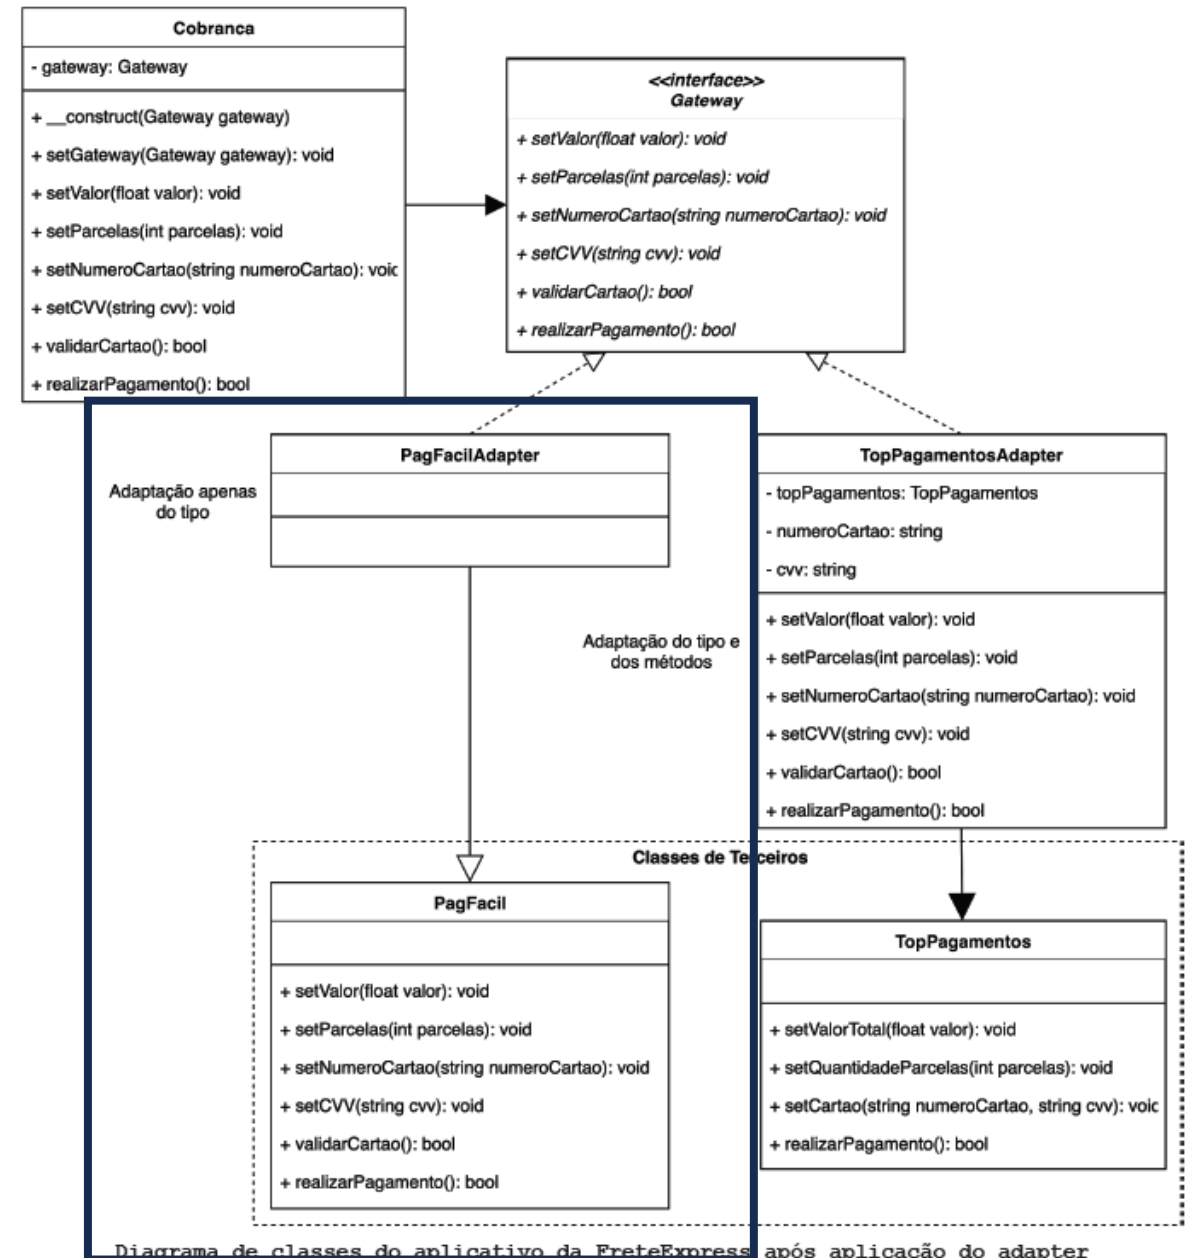 Cobranca
- gateway: Gateway
+ __construct(Gateway gateway)
+ setGateway(Gateway gateway): void
+ setValor(float valor): void
+ setParcelas(int parcelas): void
+ setNumeroCartao(string numeroCartao): voic
+ setCVV(string cvv): void
+ validarCartao(): bool
+ realizarPagamento(): bool
<<interface>>
Gateway
+ setValor(float valor): void
+ setParcelas(int parcelas): void
+ setNumeroCartao(string numeroCartao): void
+ setCVV(string cvv): void
+ validarCartao(): bool
+ realizarPagamento(): bool
Adaptação apenas
do tipo
PagFacilAdapter
Adaptação do tipo e
dos métodos
TopPagamentosAdapter
- topPagamentos: TopPagamentos
- numeroCartao: string
- cvv: string
+ setValor(float valor): void
+ setParcelas(int parcelas): void
+ setNumeroCartao(string numeroCartao): void
+ setCVV(string cvv): void
+ validarCartao(): bool
+ realizarPagamento(): bool
Classes de Terceiros
PagFacil
+ setValor(float valor): void
+ setParcelas(int parcelas): void
+ setNumeroCartao(string numeroCartao): void
+ setCVV(string cvv): void
+ validarCartao(): bool
+ realizarPagamento(): bool
TopPagamentos
+ setValorTotal(float valor): void
+ setQuantidadeParcelas(int parcelas): void
+ setCartao(string numeroCartao, string cvv): voic
+ realizarPagamento(): bool
Diagrama de classes do aplicativo da FreteExpress após aplicação do adapter